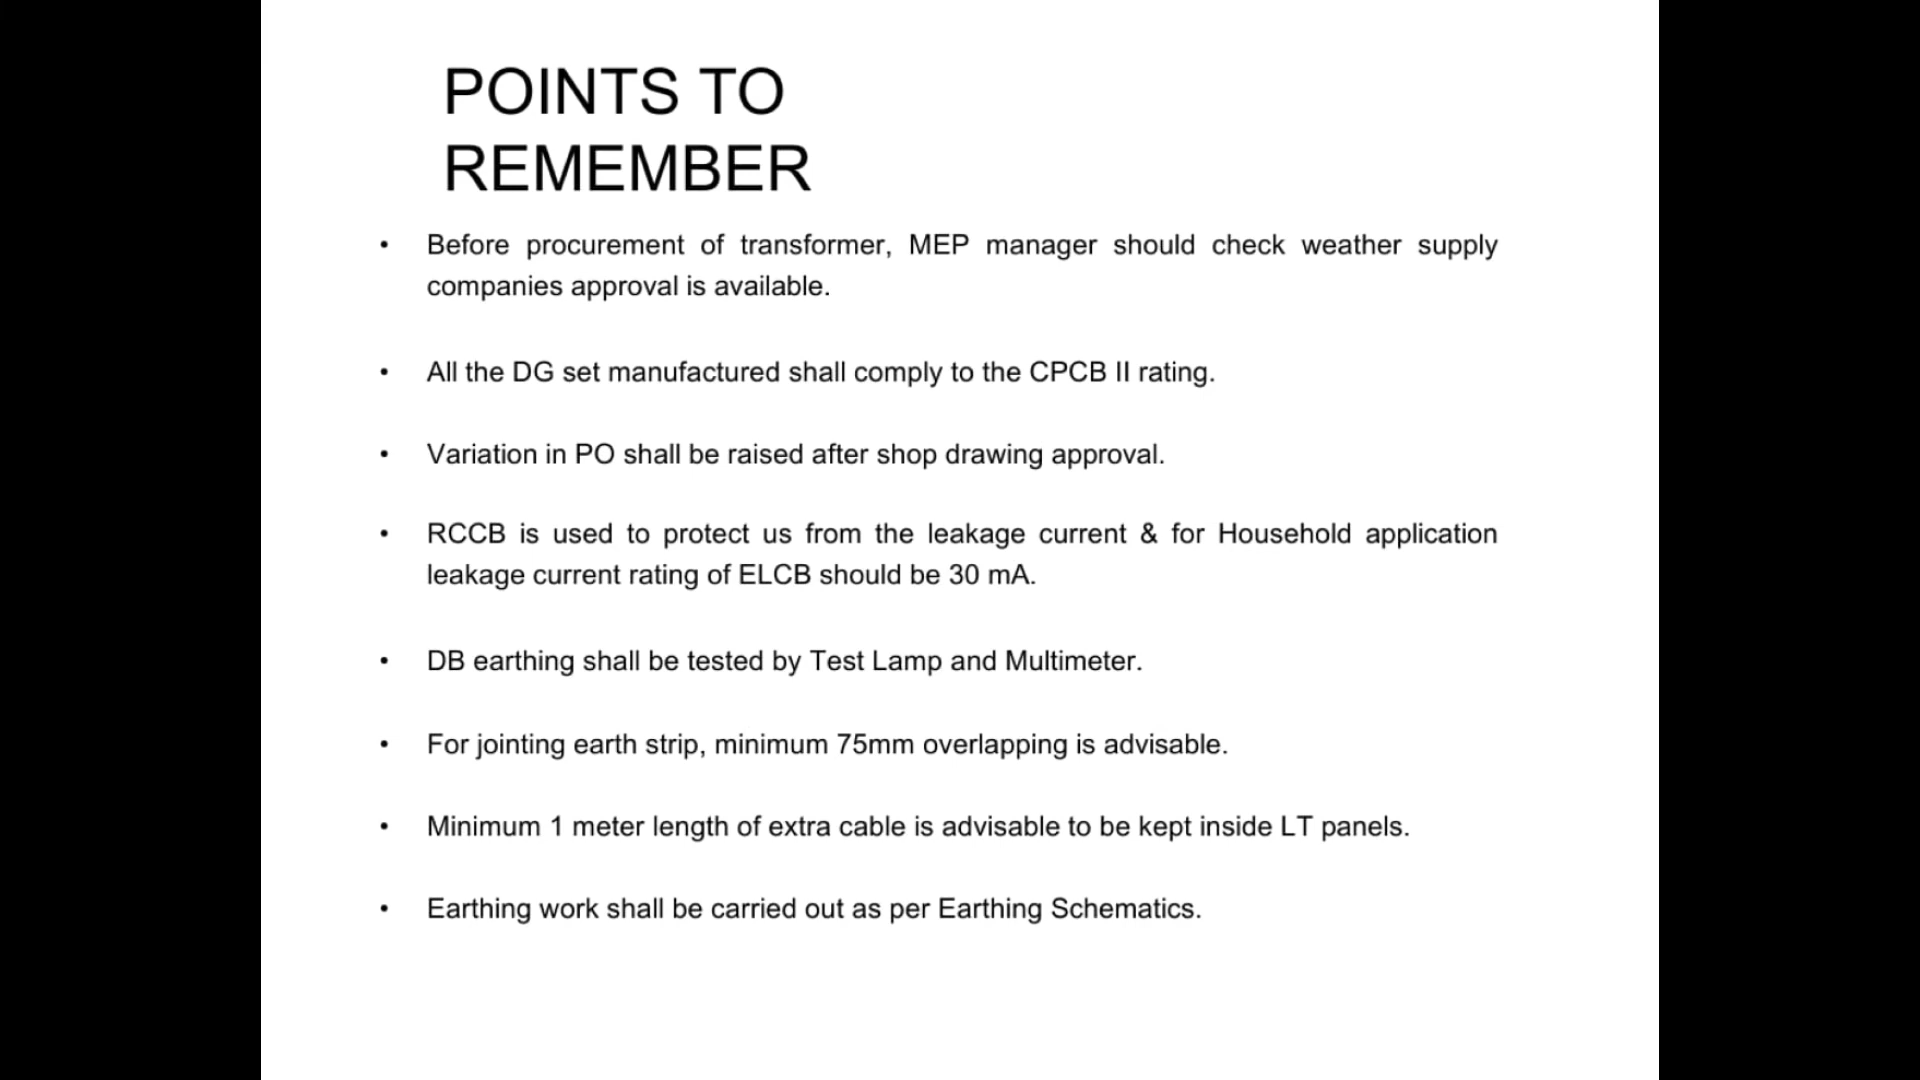 POINTS TO
REMEMBER
• Before procurement of transformer, MEP manager should check weather supply
companies approval is available.
• All the DG set manufactured shall comply to the CPCB II rating.
• Variation in PO shall be raised after shop drawing approval.
• RCCB is used to protect us from the leakage current & for Household application
leakage current rating of ELCB should be 30 mA.
• DB earthing shall be tested by Test Lamp and Multimeter.
• For jointing earth strip, minimum 75mm overlapping is advisable.
• Minimum 1 meter length of extra cable is advisable to be kept inside LT panels.
• Earthing work shall be carried out as per Earthing Schematics.